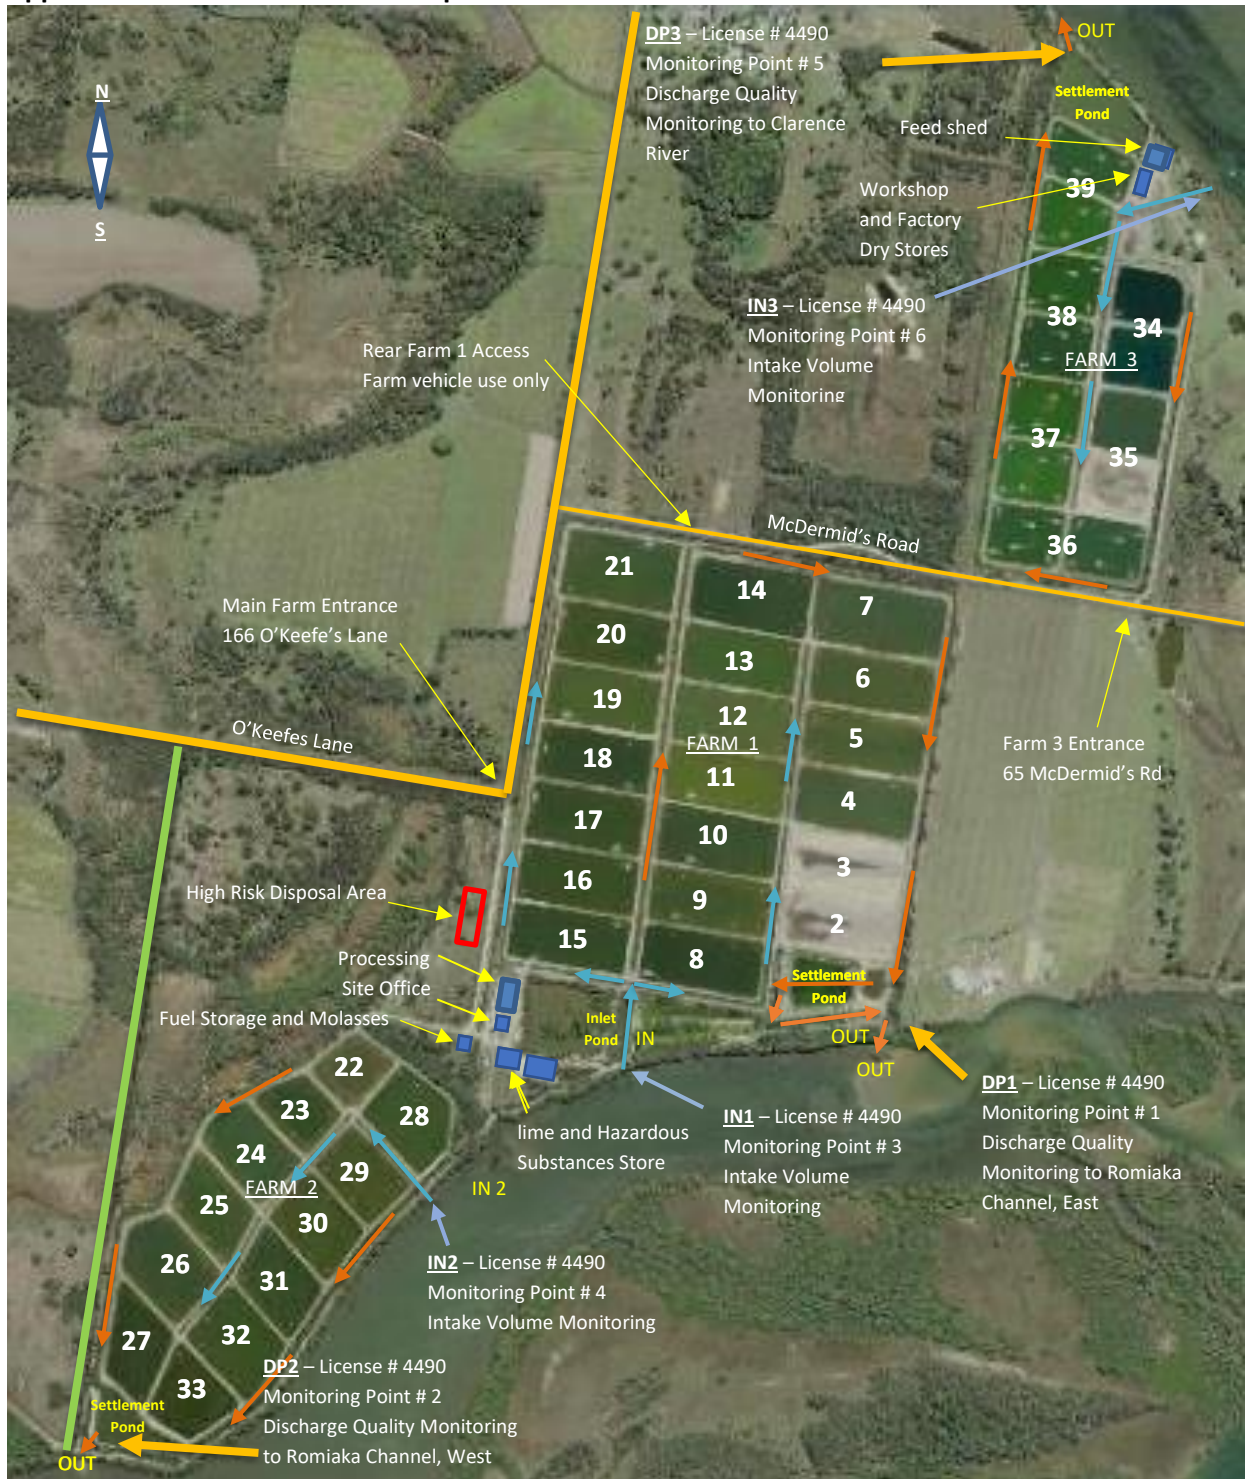 DP3 – License # 4490
Monitoring Point # 5
Discharge Quality
Monitoring to Clarence
River
OUT
Settlement
Pond
N
S
Feed shed
39
Workshop
and Factory
Dry Stores
IN3 – License # 4490
Monitoring Point # 6
Intake Volume
Monitoring
38
34
FARM 3
37
35
36
Rear Farm 1 Access
Farm vehicle use only
McDermid's Road
21
14
7
20
13
6
19
12
5
FARM 1
18
11
4
17
10
3
16
9
2
15
8
Main Farm Entrance
166 O'Keefe's Lane
O'Keefes Lane
Farm 3 Entrance
65 McDermid's Rd
High Risk Disposal Area
Processing
Site Office
Fuel Storage and Molasses
Settlement
Pond
Inlet
Pond
IN
OUT
OUT
DP1 – License # 4490
Monitoring Point # 1
Discharge Quality
Monitoring to Romiaka
Channel, East
IN1 – License # 4490
Monitoring Point # 3
Intake Volume
Monitoring
lime and Hazardous
Substances Store
IN 2
22
23
28
24
29
FARM 2
25
30
26
31
27
32
33
IN2 – License # 4490
Monitoring Point # 4
Intake Volume Monitoring
DP2 – License # 4490
Monitoring Point # 2
Discharge Quality Monitoring
to Romiaka Channel, West
Settlement
Pond
OUT